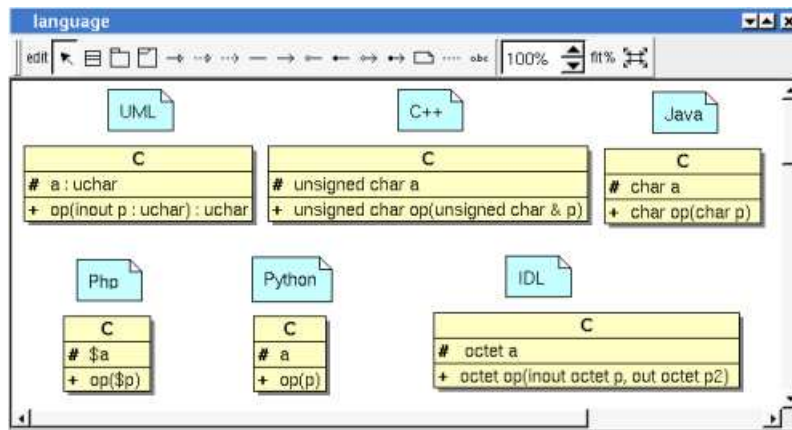 language
edit abc 100% fit%
UML C++ Java
C C C
# a : uchar # unsigned char a # char a
+ op(inout p : uchar) : uchar + unsigned char op(unsigned char & p) + char op(char p)
Php Python IDL
C C C
# $a # a # octet a
+ op($p) + op(p) + octet op(inout octet p, out octet p2)